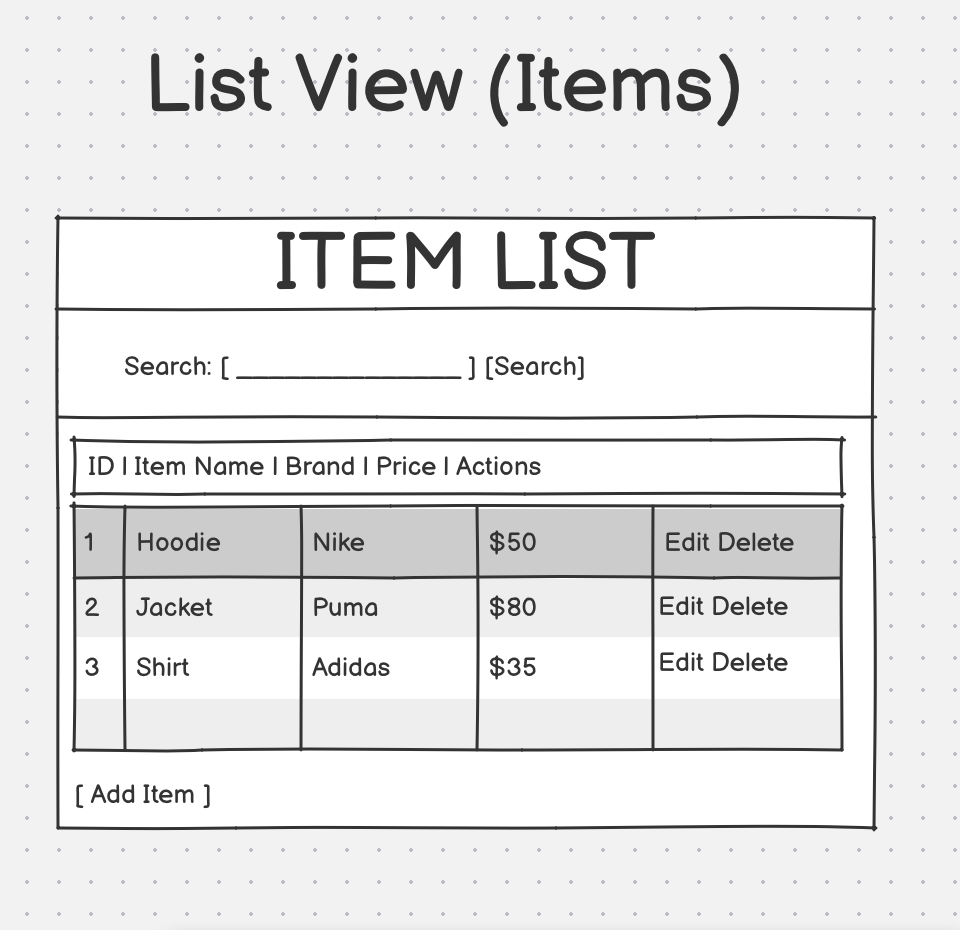 List View (Items)
ITEM LIST
Search: [ ________________ ] [Search]
ID | Item Name | Brand | Price | Actions
1 Hoodie Nike $50 Edit Delete
2 Jacket Puma $80 Edit Delete
3 Shirt Adidas $35 Edit Delete
[ Add Item ]